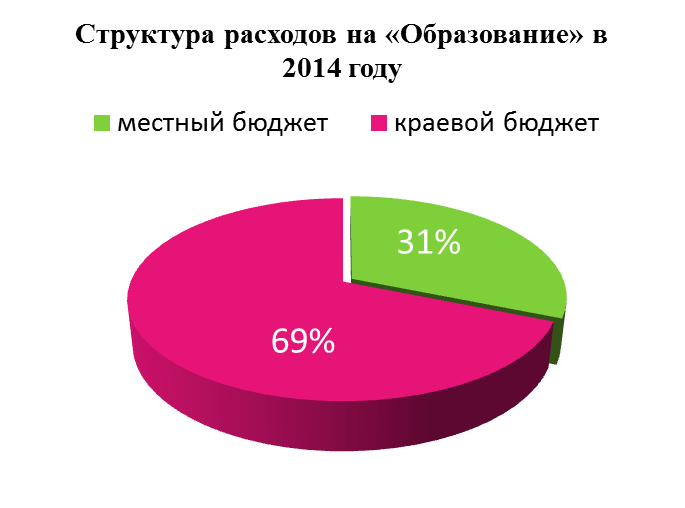 Структура расходов на «Образование» в
2014 году
местный бюджет краевой бюджет
31%
69%